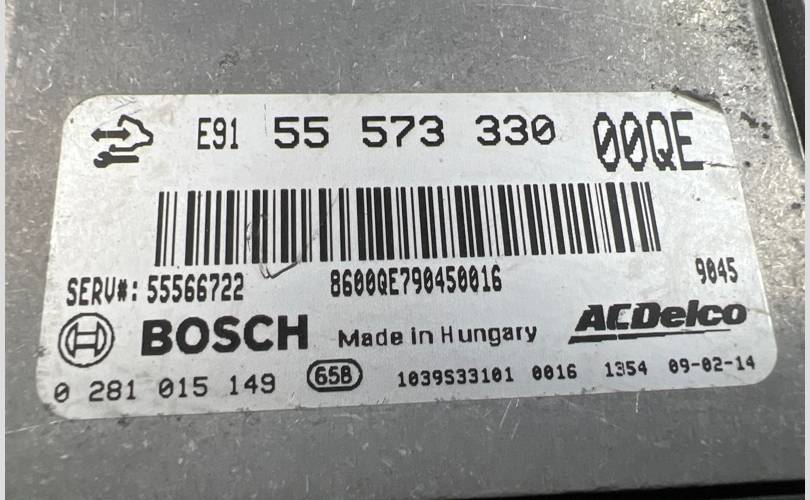 E91 55 573 330 00QE
SERV#: 55566722 8600QE790450016 9045
BOSCH Made in Hungary ACDelco
0 281 015 149 65B 1039S33101 0016 1354 09-02-14